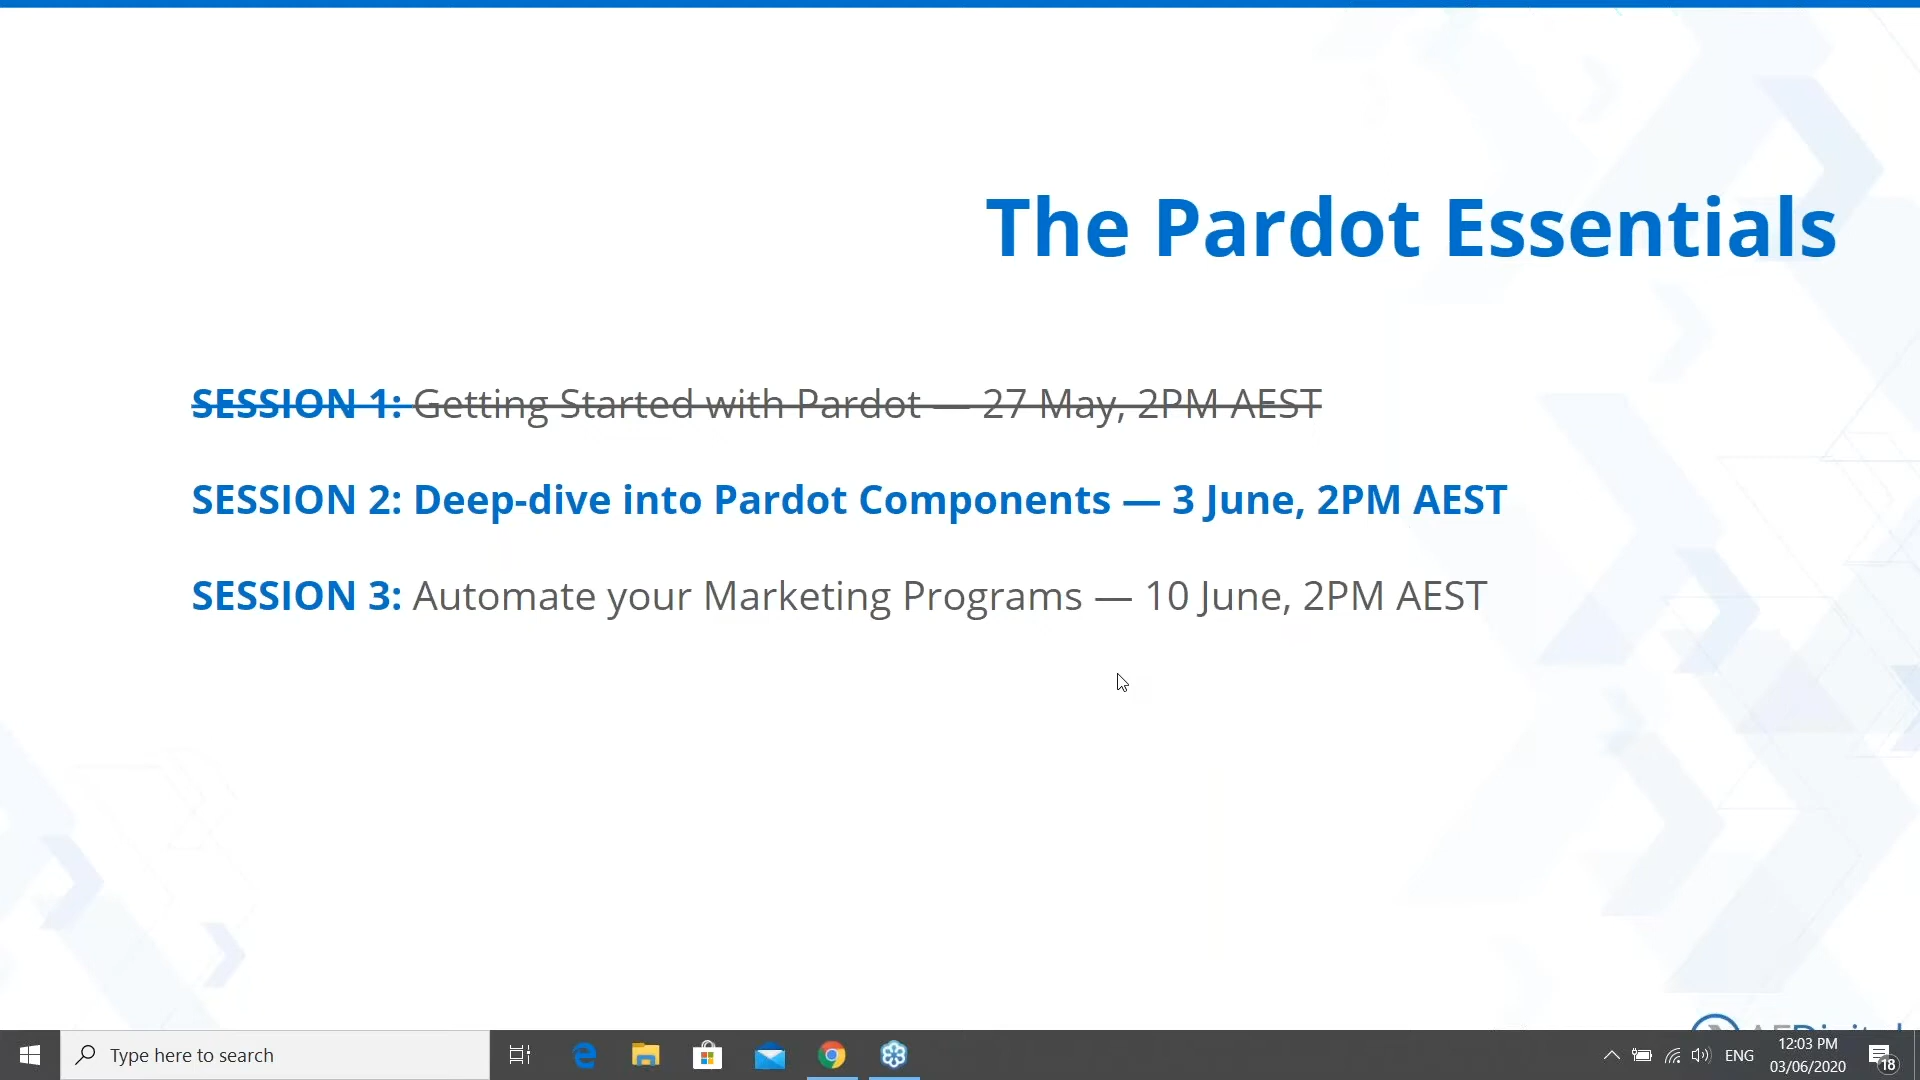 The Pardot Essentials
SESSION 1: Getting Started with Pardot — 27 May, 2PM AEST
SESSION 2: Deep-dive into Pardot Components — 3 June, 2PM AEST
SESSION 3: Automate your Marketing Programs — 10 June, 2PM AEST
Type here to search
ENG
12:03 PM
03/06/2020
18